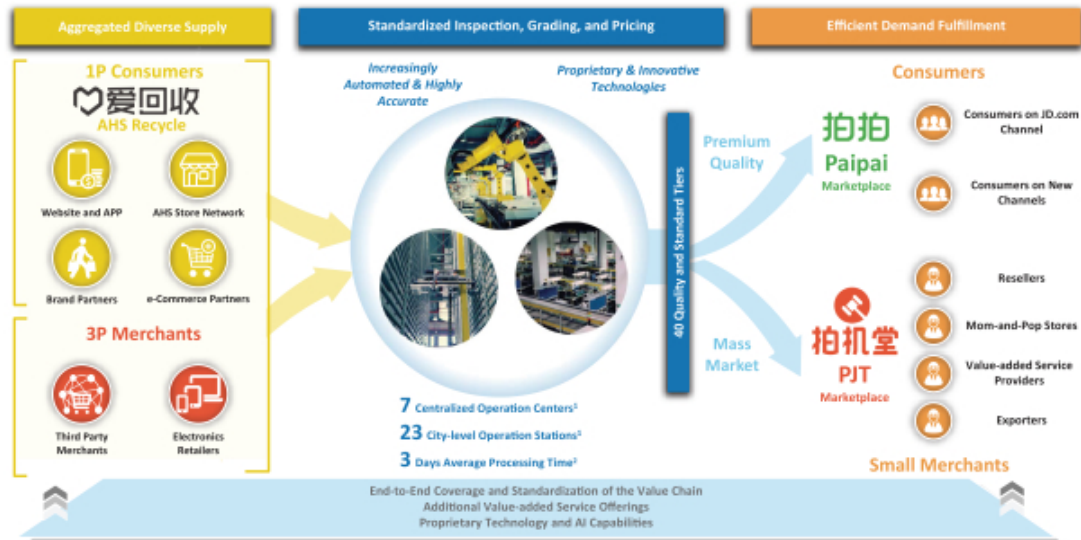 Aggregated Diverse Supply
Standardized Inspection, Grading, and Pricing
Efficient Demand Fulfillment
1P Consumers
爱回收
AHS Recycle
Website and APP
AHS Store Network
Brand Partners
e-Commerce Partners
3P Merchants
Third Party
Merchants
Electronics
Retailers
Increasingly
Automated & Highly
Accurate
Proprietary & Innovative
Technologies
7 Centralized Operation Centers¹
23 City-level Operation Stations¹
3 Days Average Processing Time²
40 Quality and Standard Tiers
Premium
Quality
Mass
Market
Consumers
拍拍
Paipai
Marketplace
Consumers on JD.com
Channel
Consumers on New
Channels
拍机堂
PJT
Marketplace
Resellers
Mom-and-Pop Stores
Value-added Service
Providers
Exporters
Small Merchants
End-to-End Coverage and Standardization of the Value Chain
Additional Value-added Service Offerings
Proprietary Technology and AI Capabilities